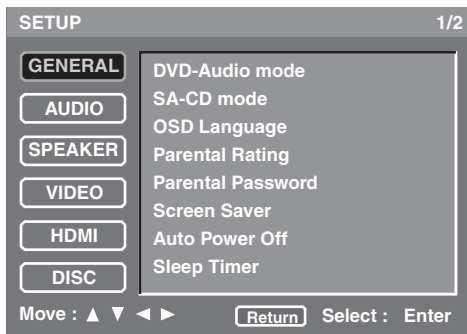 SETUP 1/2
GENERAL
AUDIO
SPEAKER
VIDEO
HDMI
DISC
DVD-Audio mode
SA-CD mode
OSD Language
Parental Rating
Parental Password
Screen Saver
Auto Power Off
Sleep Timer
Move : ▲ ▼ ◄ ► Return Select : Enter